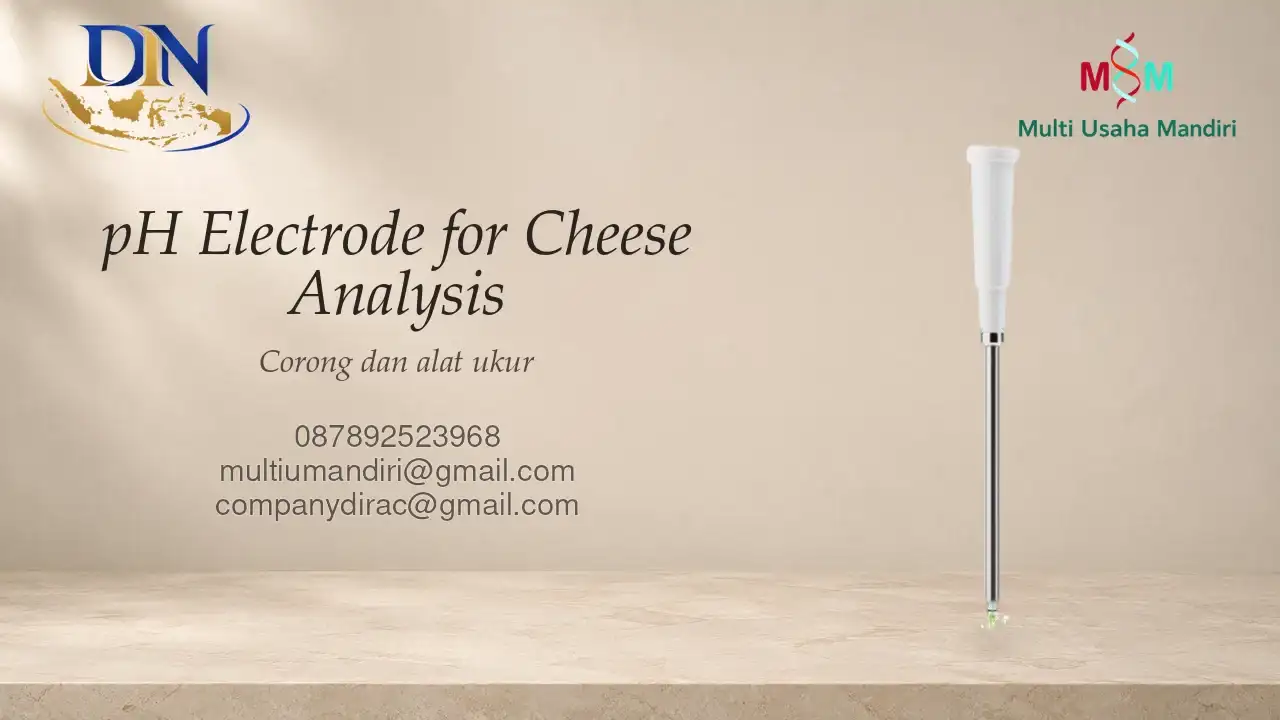 DIN
M M
Multi Usaha Mandiri
pH Electrode for Cheese
Analysis
Corong dan alat ukur
087892523968
multiumandiri@gmail.com
companydirac@gmail.com